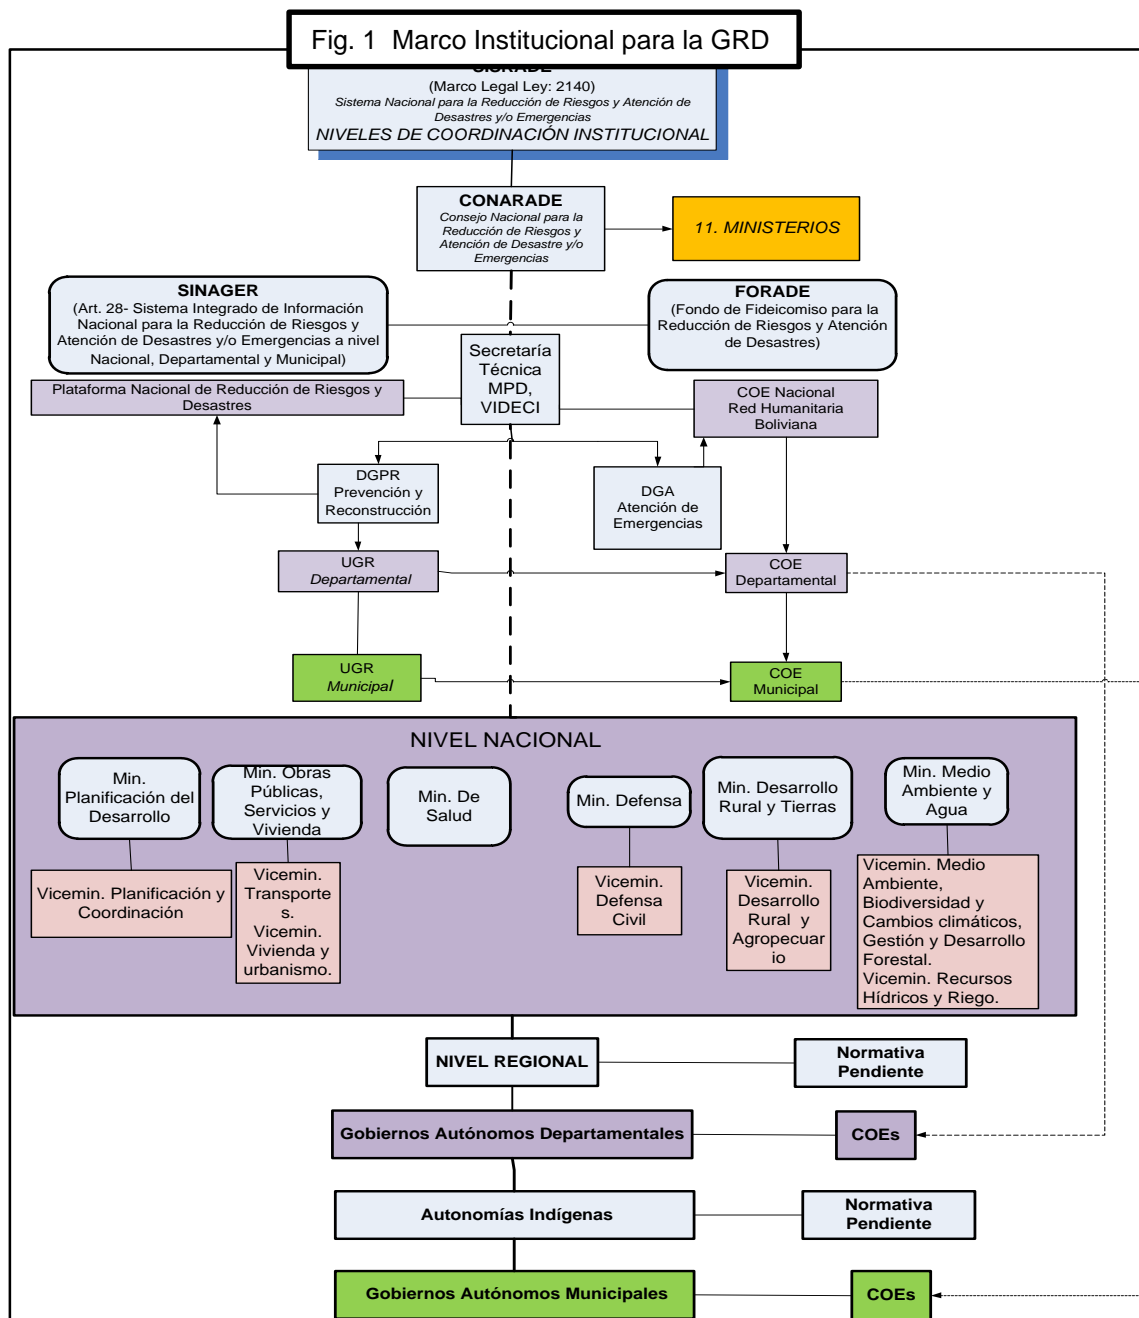 Fig. 1 Marco Institucional para la GRD
SISRADE
(Marco Legal Ley: 2140)
Sistema Nacional para la Reducción de Riesgos y Atención de
Desastres y/o Emergencias
NIVELES DE COORDINACIÓN INSTITUCIONAL
CONARADE
Consejo Nacional para la
Reducción de Riesgos y
Atención de Desastre y/o
Emergencias
11. MINISTERIOS
SINAGER
(Art. 28- Sistema Integrado de Información
Nacional para la Reducción de Riesgos y
Atención de Desastres y/o Emergencias a nivel
Nacional, Departamental y Municipal)
FORADE
(Fondo de Fideicomiso para la
Reducción de Riesgos y Atención
de Desastres)
Secretaría
Técnica
MPD,
VIDECI
Plataforma Nacional de Reducción de Riesgos y
Desastres
COE Nacional
Red Humanitaria
Boliviana
DGPR
Prevención y
Reconstrucción
DGA
Atención de
Emergencias
UGR
Departamental
COE
Departamental
UGR
Municipal
COE
Municipal
NIVEL NACIONAL
Min.
Planificación del
Desarrollo
Min. Obras
Públicas,
Servicios y
Vivienda
Min. De
Salud
Min. Defensa
Min. Desarrollo
Rural y Tierras
Min. Medio
Ambiente y
Agua
Vicemin. Planificación y
Coordinación
Vicemin.
Transporte
s.
Vicemin.
Vivienda y
urbanismo.
Vicemin.
Defensa
Civil
Vicemin.
Desarrollo
Rural y
Agropecuar
io
Vicemin. Medio
Ambiente,
Biodiversidad y
Cambios climáticos,
Gestión y Desarrollo
Forestal.
Vicemin. Recursos
Hídricos y Riego.
NIVEL REGIONAL
Normativa
Pendiente
Gobiernos Autónomos Departamentales
COEs
Autonomías Indígenas
Normativa
Pendiente
Gobiernos Autónomos Municipales
COEs